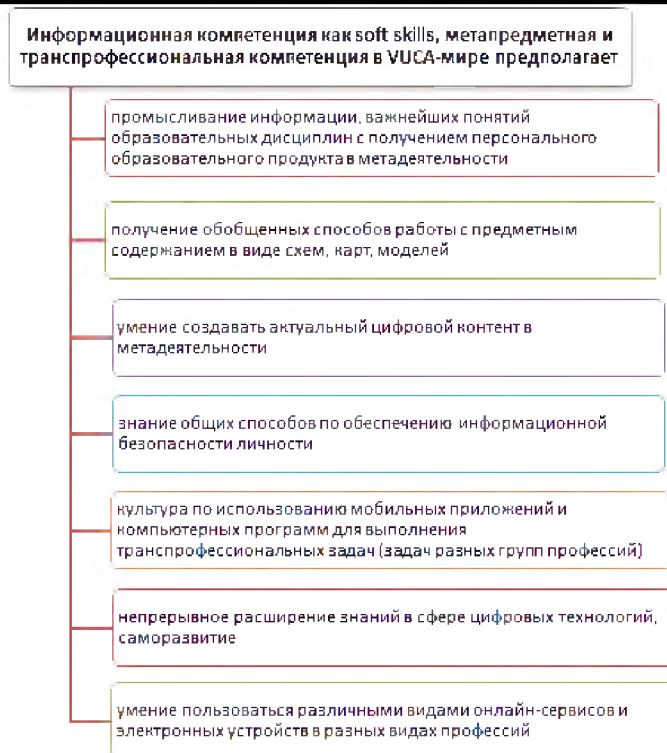 Информационная компетенция как soft skills, метапредметная и
транспрофессиональная компетенция в VUCA-мире предполагает
промысливание информации, важнейших понятий
образовательных дисциплин с получением персонального
образовательного продукта в метадеятельности
получение обобщенных способов работы с предметным
содержанием в виде схем, карт, моделей
умение создавать актуальный цифровой контент в
метадеятельности
знание общих способов по обеспечению информационной
безопасности личности
культура по использованию мобильных приложений и
компьютерных программ для выполнения
транспрофессиональных задач (задач разных групп профессий)
непрерывное расширение знаний в сфере цифровых технологий,
саморазвитие
умение пользоваться различными видами онлайн-сервисов и
электронных устройств в разных видах профессий